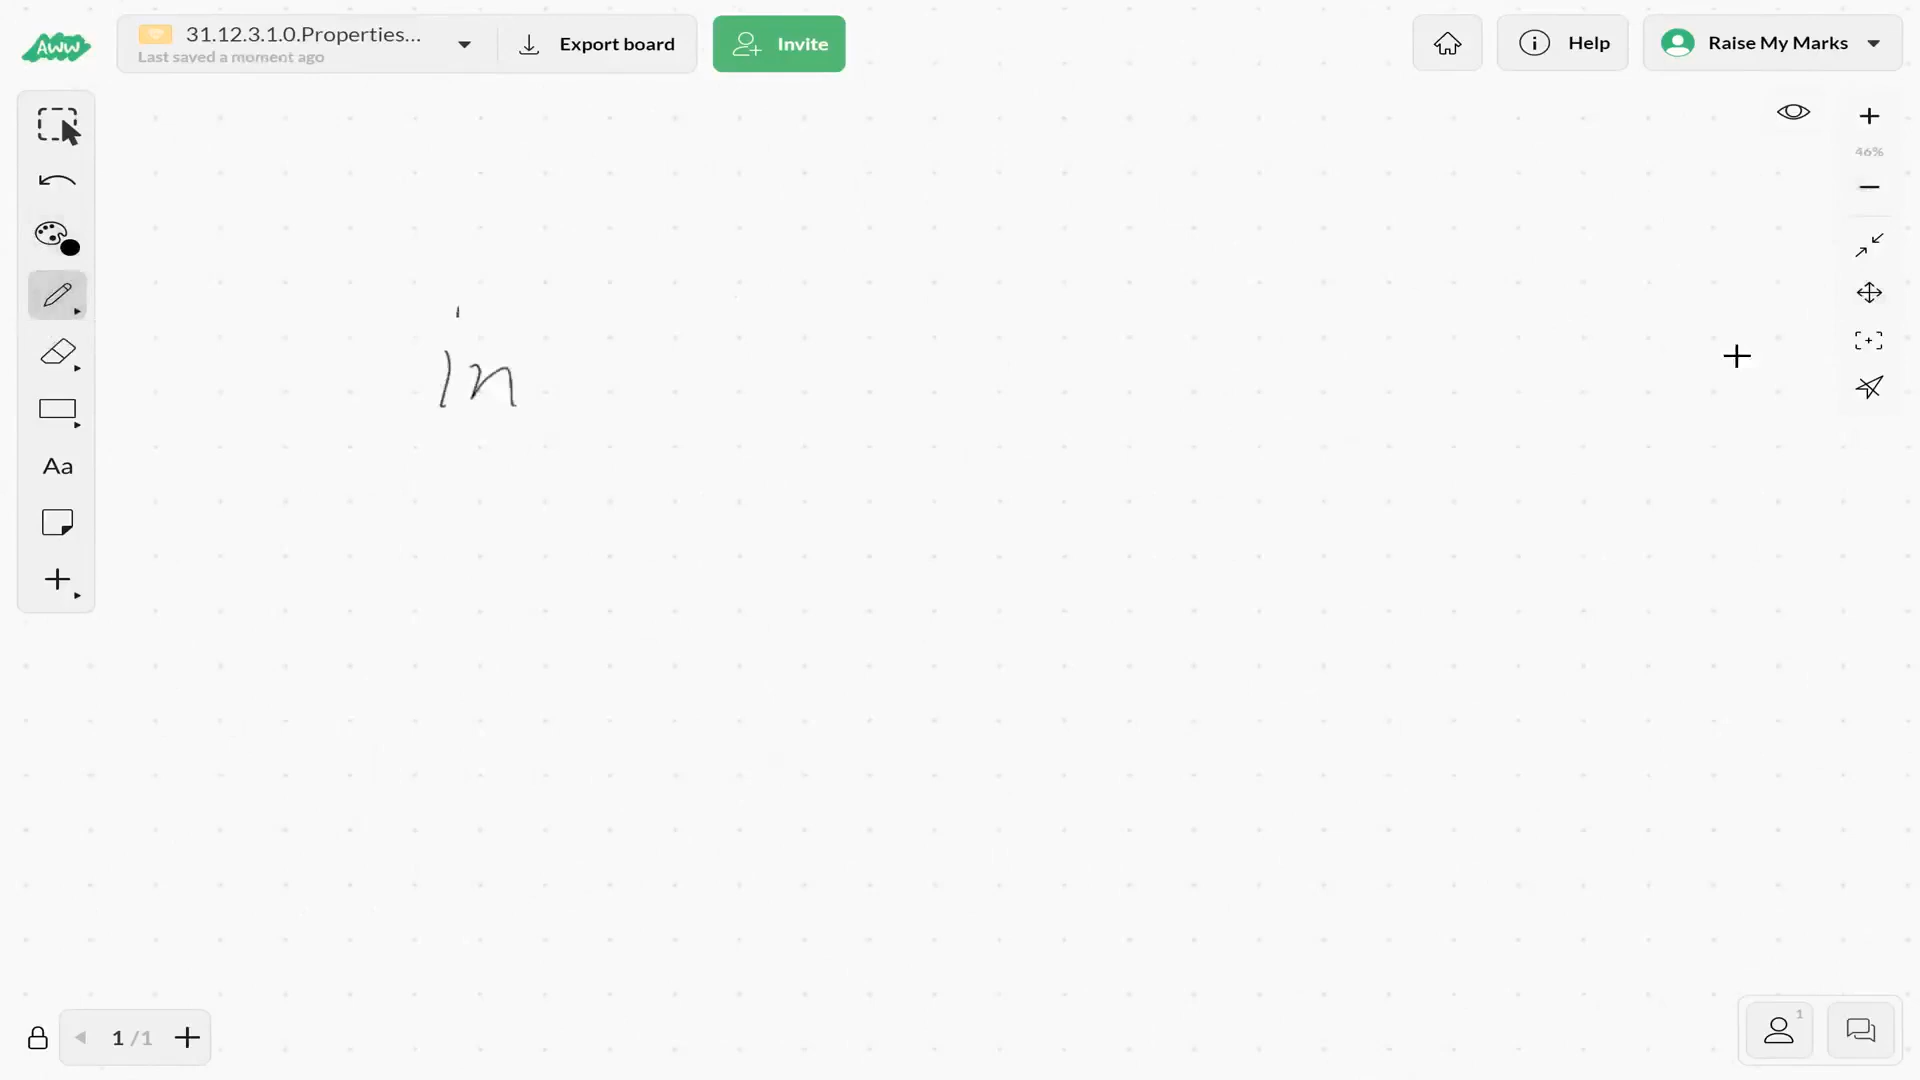 AWW
31.12.3.1.0.Properties...
Last saved a moment ago
Export board
Invite
Help
Raise My Marks
46%
in
Aa
1 /1
1